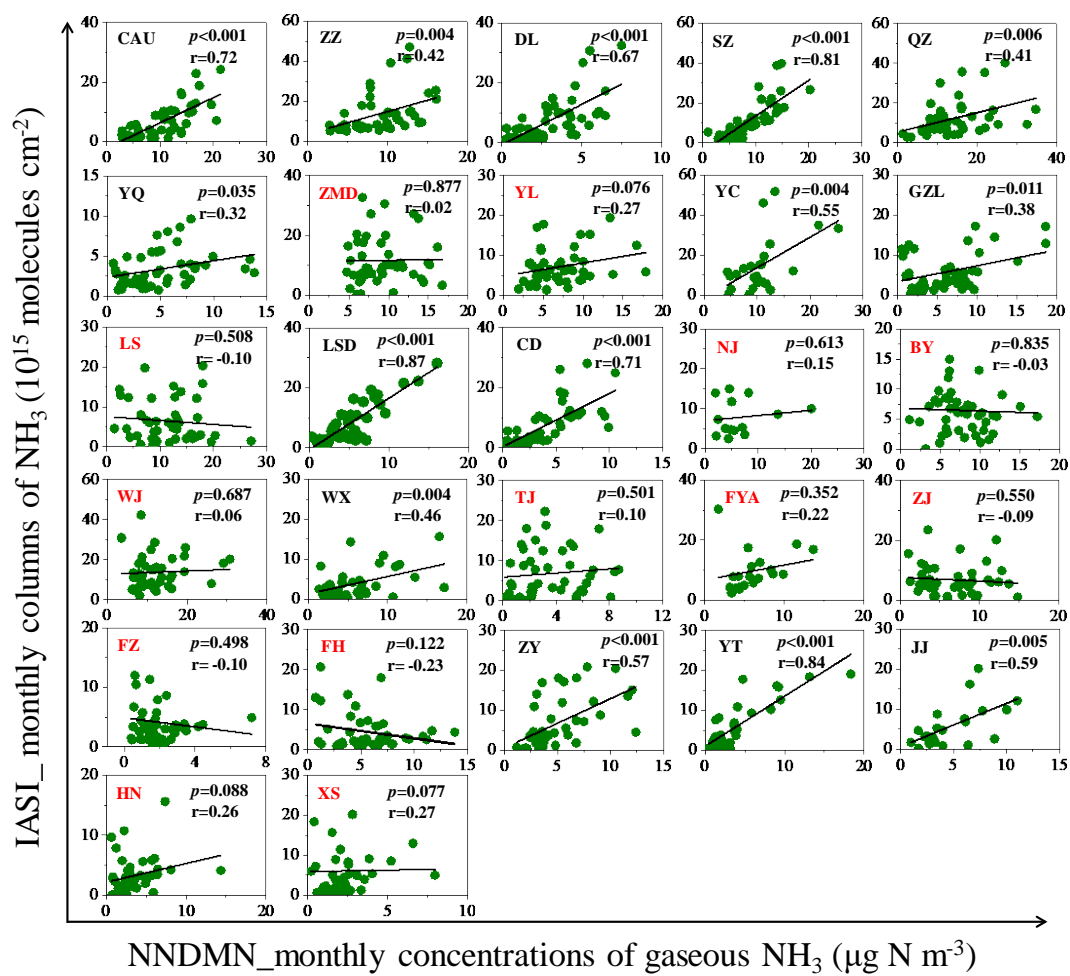 IASI_ monthly columns of NH₃ (10¹⁵ molecules cm⁻²)
CAU
p<0.001
r=0.72
40
20
0
0 10 20 30
ZZ
p=0.004
r=0.42
60
40
20
0
0 5 10 15 20
DL
p<0.001
r=0.67
40
20
0
0 5 10
SZ
p<0.001
r=0.81
60
40
20
0
0 10 20 30
QZ
p=0.006
r=0.41
60
40
20
0
0 10 20 30 40
YQ
p=0.035
r=0.32
15
10
5
0
0 5 10 15
ZMD
p=0.877
r=0.02
40
30
20
10
0
0 5 10 15 20
YL
p=0.076
r=0.27
30
20
10
0
0 5 10 15 20
YC
p=0.004
r=0.55
60
40
20
0
0 10 20 30
GZL
p=0.011
r=0.38
30
20
10
0
0 5 10 15 20
LS
p=0.508
r= -0.10
30
20
10
0
0 10 20 30
LSD
p<0.001
r=0.87
40
20
0
0 5 10 15 20
CD
p<0.001
r=0.71
40
20
0
0 5 10 15
NJ
p=0.613
r=0.15
30
20
10
0
0 10 20 30
BY
p=0.835
r= -0.03
20
15
10
5
0
0 5 10 15 20
WJ
p=0.687
r=0.06
60
40
20
0
0 10 20 30 40
WX
p=0.004
r=0.46
30
20
10
0
0 5 10 15 20
TJ
p=0.501
r=0.10
30
20
10
0
0 4 8 12
FYA
p=0.352
r=0.22
40
20
0
0 5 10 15 20
ZJ
p=0.550
r= -0.09
40
30
20
10
0
0 5 10 15 20
FZ
p=0.498
r= -0.10
20
15
10
5
0
0 4 8
FH
p=0.122
r= -0.23
30
20
10
0
0 5 10 15
ZY
p<0.001
r=0.57
30
20
10
0
0 5 10 15
YT
p<0.001
r=0.84
30
20
10
0
0 5 10 15 20
JJ
p=0.005
r=0.59
30
20
10
0
0 5 10 15
HN
p=0.088
r=0.26
20
10
0
0 10 20
XS
p=0.077
r=0.27
30
20
10
0
0 5 10
NNDMN_monthly concentrations of gaseous NH₃ (μg N m⁻³)